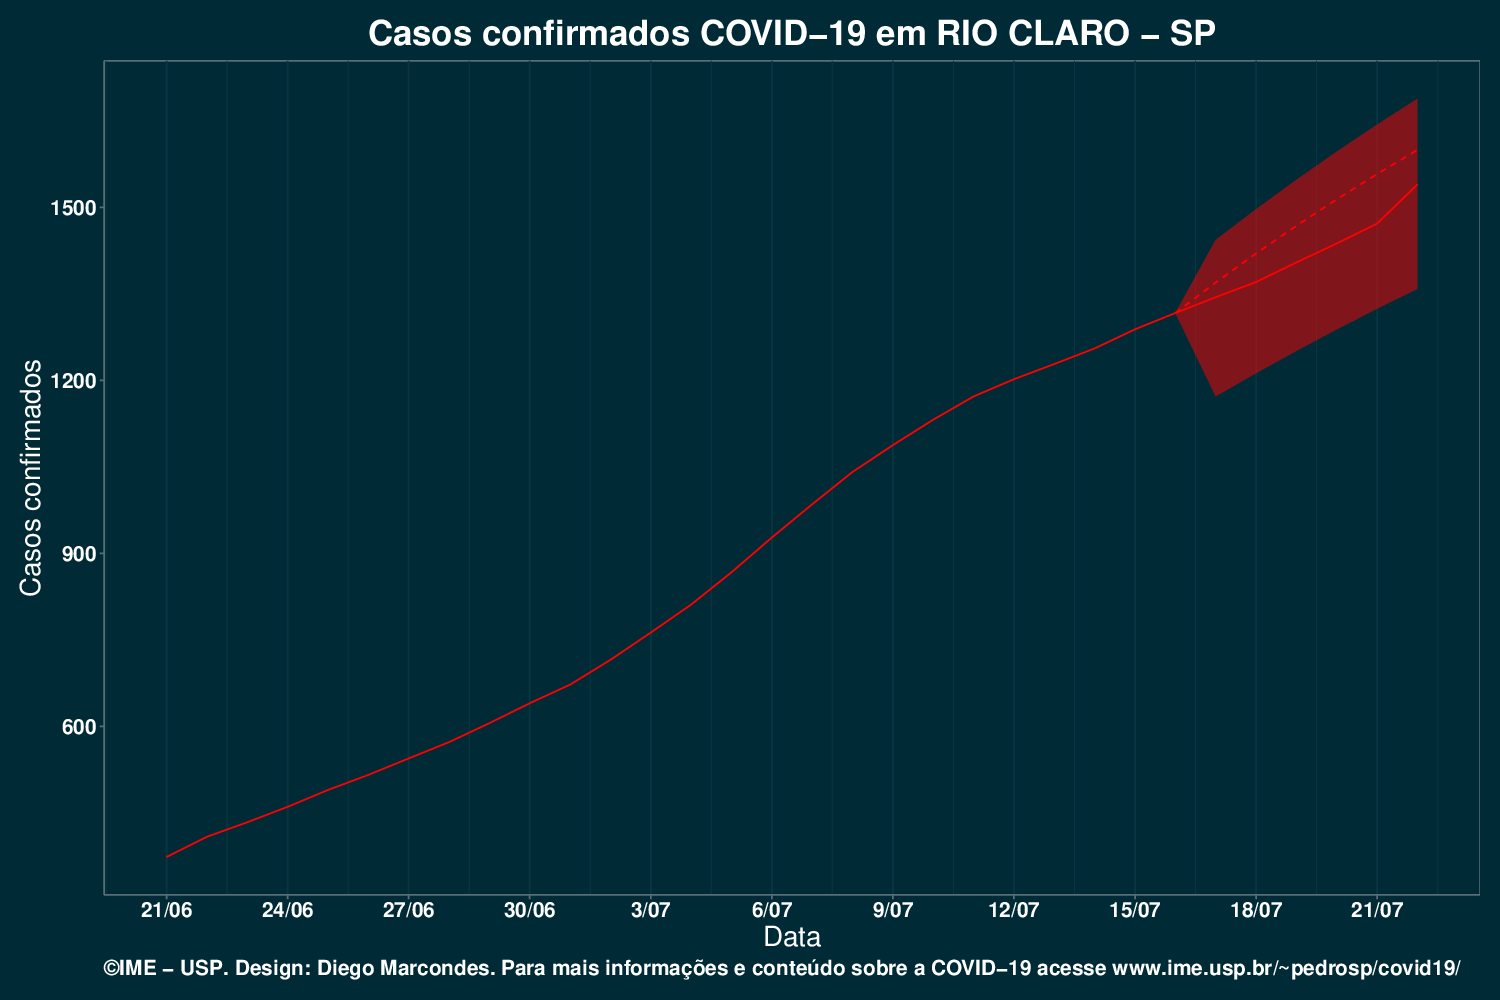 Casos confirmados COVID−19 em RIO CLARO − SP
Casos confirmados
1500
1200
900
600
21/06 24/06 27/06 30/06 3/07 6/07 9/07 12/07 15/07 18/07 21/07
Data
©IME − USP. Design: Diego Marcondes. Para mais informações e conteúdo sobre a COVID−19 acesse www.ime.usp.br/~pedrosp/covid19/